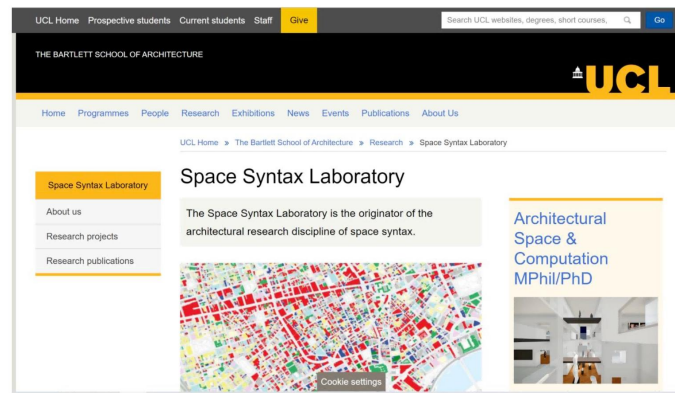 UCL Home Prospective students Current students Staff Give Search UCL websites, degrees, short courses, Go
THE BARTLETT SCHOOL OF ARCHITECTURE
UCL
Home Programmes People Research Exhibitions News Events Publications About Us
UCL Home » The Bartlett School of Architecture » Research » Space Syntax Laboratory
Space Syntax Laboratory
About us
Research projects
Research publications
Space Syntax Laboratory
The Space Syntax Laboratory is the originator of the
architectural research discipline of space syntax.
Cookie settings
Architectural
Space &
Computation
MPhil/PhD